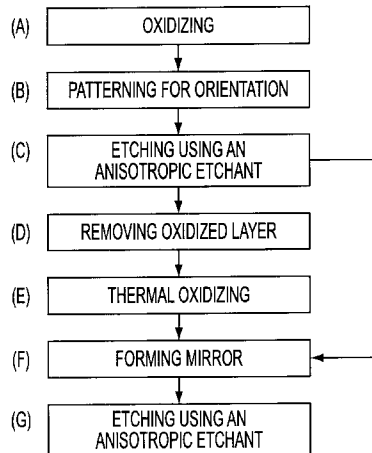 (A) OXIDIZING
(B) PATTERNING FOR ORIENTATION
(C) ETCHING USING AN
ANISOTROPIC ETCHANT
(D) REMOVING OXIDIZED LAYER
(E) THERMAL OXIDIZING
(F) FORMING MIRROR
(G) ETCHING USING AN
ANISOTROPIC ETCHANT